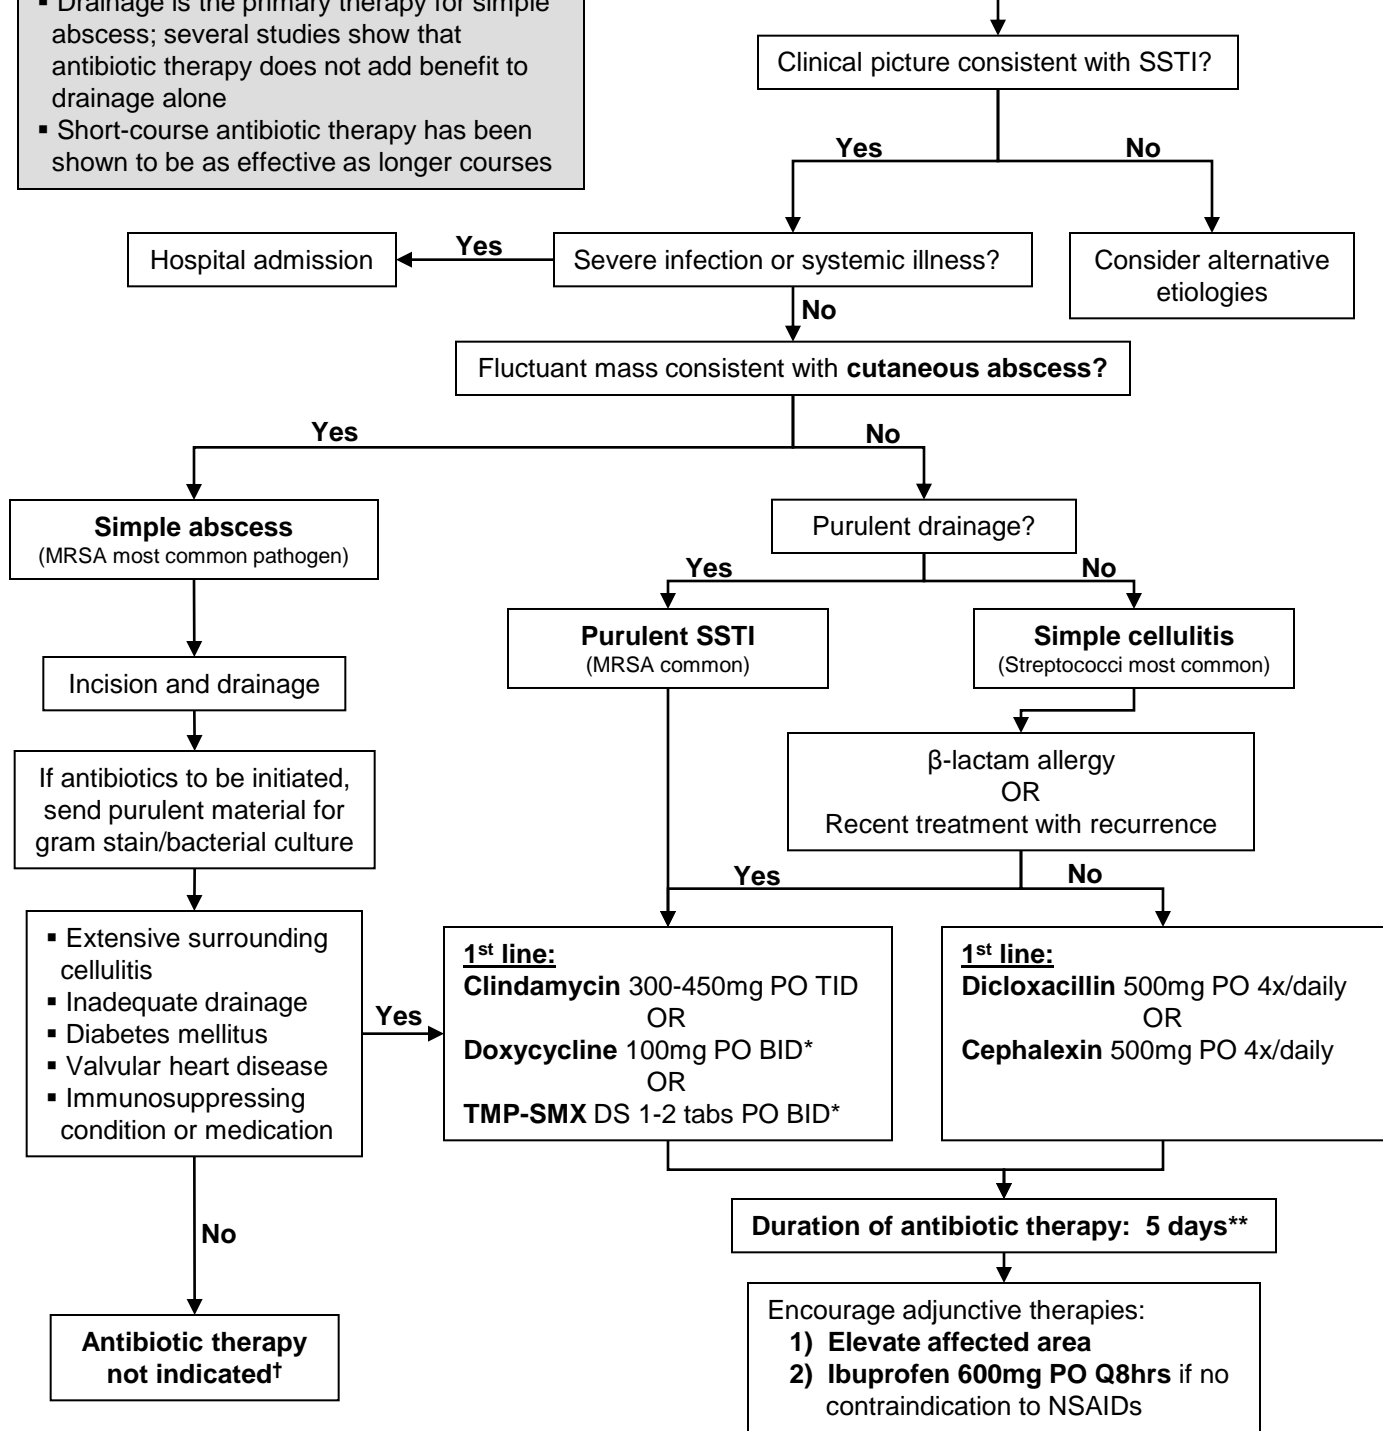 ▪ Drainage is the primary therapy for simple
abscess; several studies show that
antibiotic therapy does not add benefit to
drainage alone
▪ Short-course antibiotic therapy has been
shown to be as effective as longer courses
Clinical picture consistent with SSTI?
Yes
No
Hospital admission
Yes
Severe infection or systemic illness?
Consider alternative
etiologies
No
Fluctuant mass consistent with cutaneous abscess?
Yes
No
Simple abscess
(MRSA most common pathogen)
Purulent drainage?
Yes
No
Purulent SSTI
(MRSA common)
Simple cellulitis
(Streptococci most common)
Incision and drainage
If antibiotics to be initiated,
send purulent material for
gram stain/bacterial culture
β-lactam allergy
OR
Recent treatment with recurrence
Yes
No
▪ Extensive surrounding
cellulitis
▪ Inadequate drainage
▪ Diabetes mellitus
▪ Valvular heart disease
▪ Immunosuppressing
condition or medication
Yes
1st line:
Clindamycin 300-450mg PO TID
OR
Doxycycline 100mg PO BID*
OR
TMP-SMX DS 1-2 tabs PO BID*
1st line:
Dicloxacillin 500mg PO 4x/daily
OR
Cephalexin 500mg PO 4x/daily
No
Duration of antibiotic therapy: 5 days**
Antibiotic therapy
not indicated†
Encourage adjunctive therapies:
1) Elevate affected area
2) Ibuprofen 600mg PO Q8hrs if no
contraindication to NSAIDs